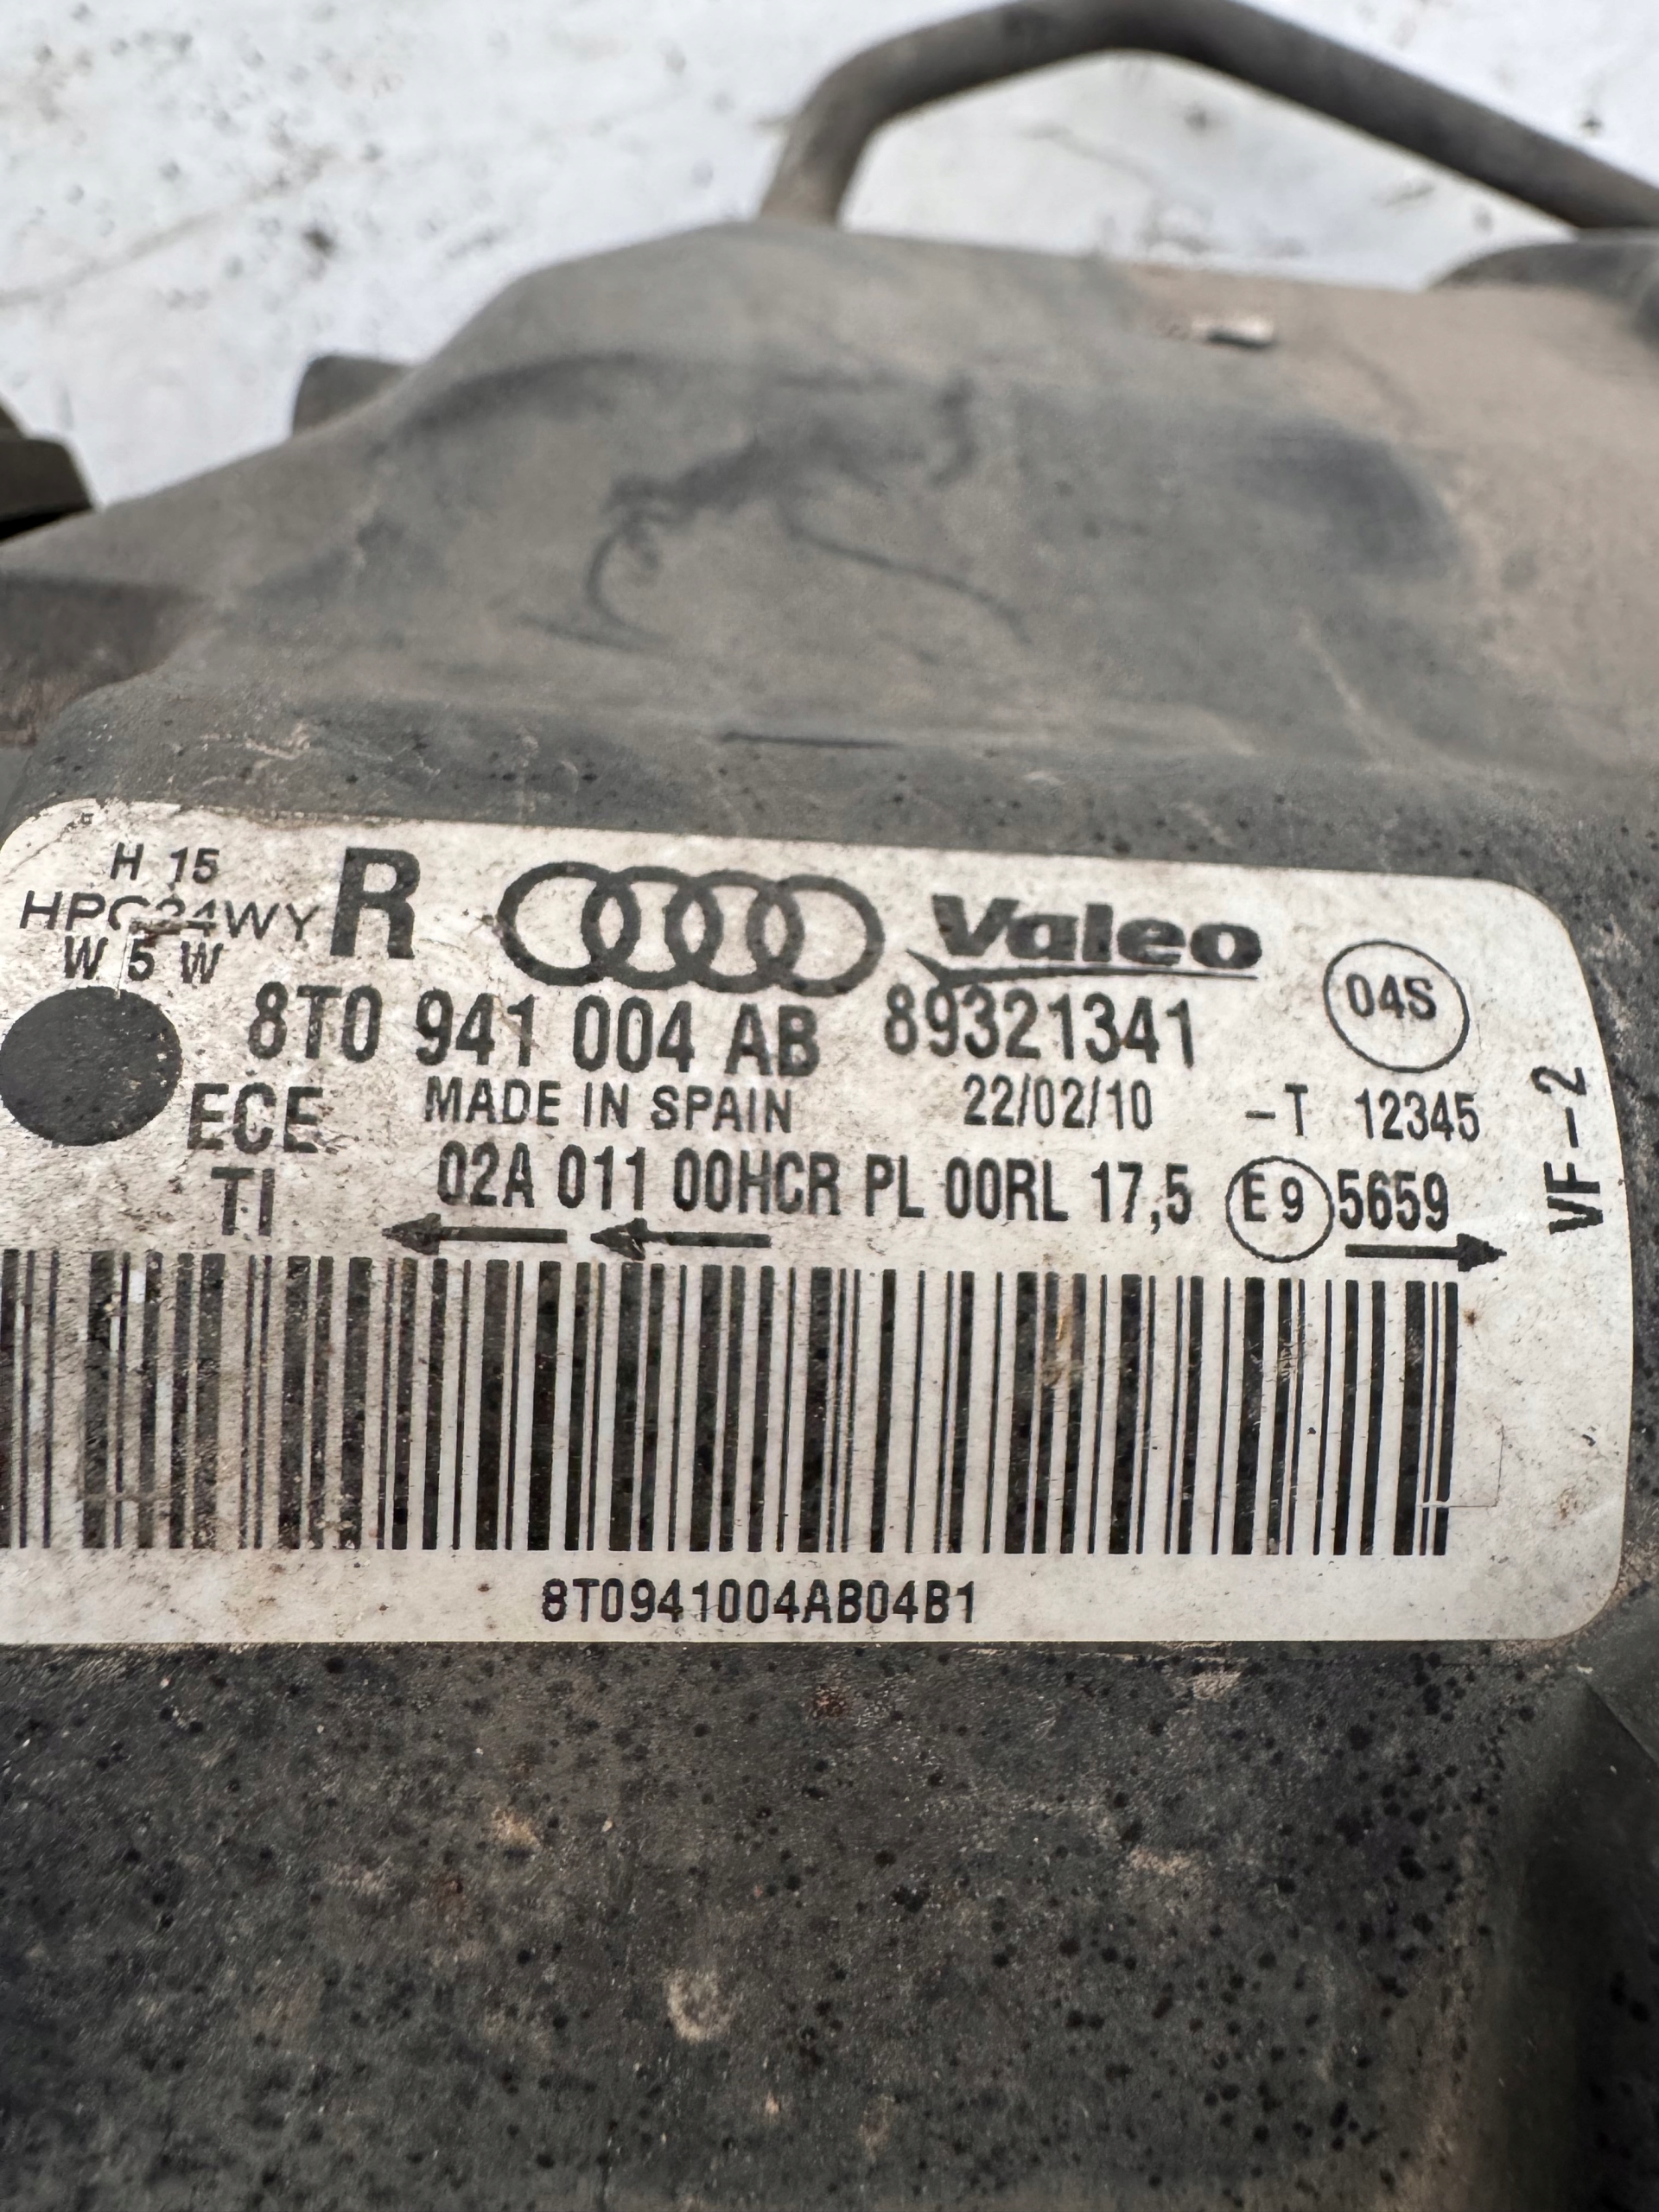 H 15
HPC24WY
W 5 W
R
Valeo
8T0 941 004 AB 89321341
04S
ECE MADE IN SPAIN 22/02/10 -T 12345
TI 02A 011 00HCR PL 00RL 17,5 E9 5659
VF-2
8T0941004AB04B1